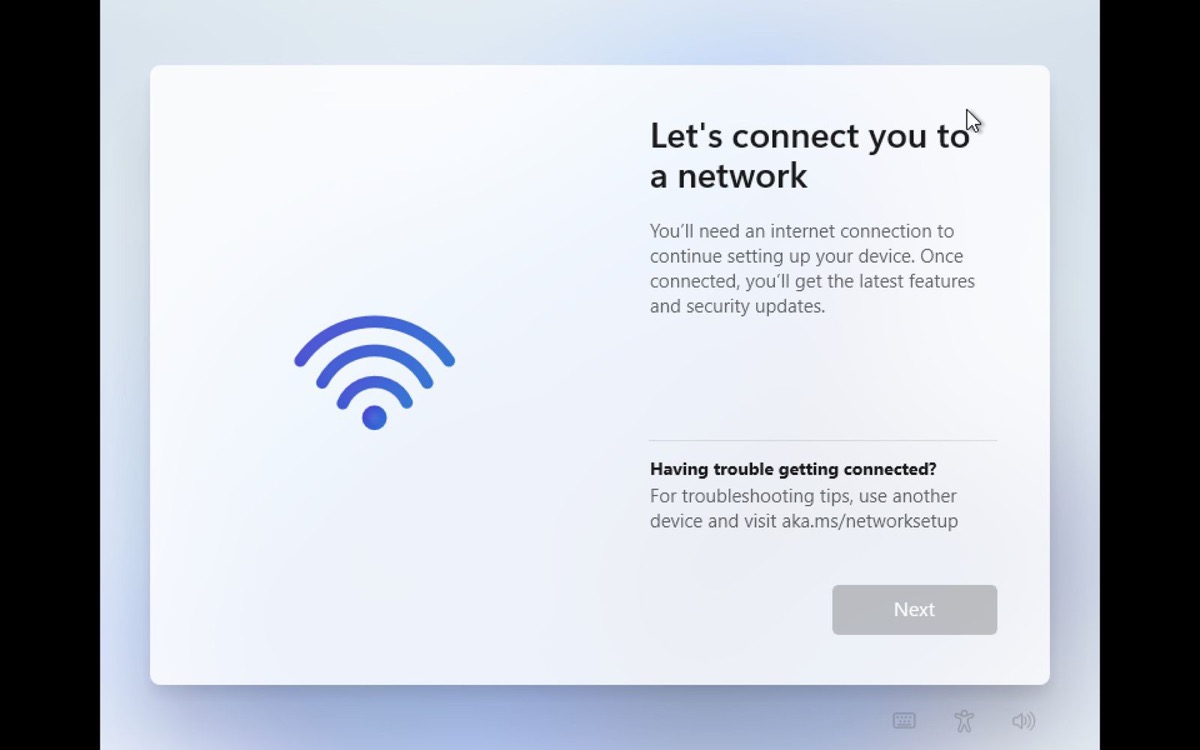 Let's connect you to
a network
You’ll need an internet connection to
continue setting up your device. Once
connected, you’ll get the latest features
and security updates.
Having trouble getting connected?
For troubleshooting tips, use another
device and visit aka.ms/networksetup
Next